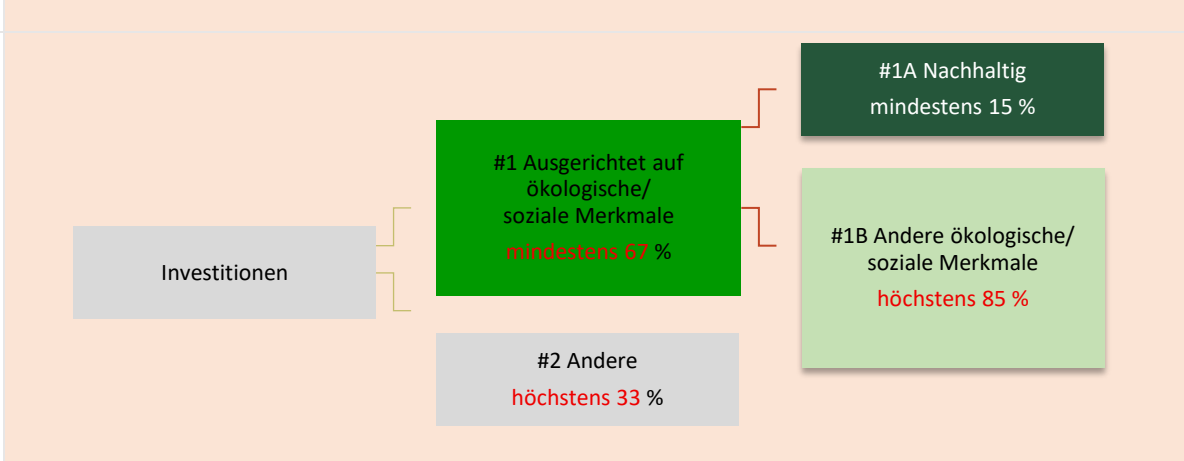 #1A Nachhaltig
mindestens 15 %
#1 Ausgerichtet auf
ökologische/
soziale Merkmale
mindestens 67 %
#1B Andere ökologische/
soziale Merkmale
höchstens 85 %
Investitionen
#2 Andere
höchstens 33 %